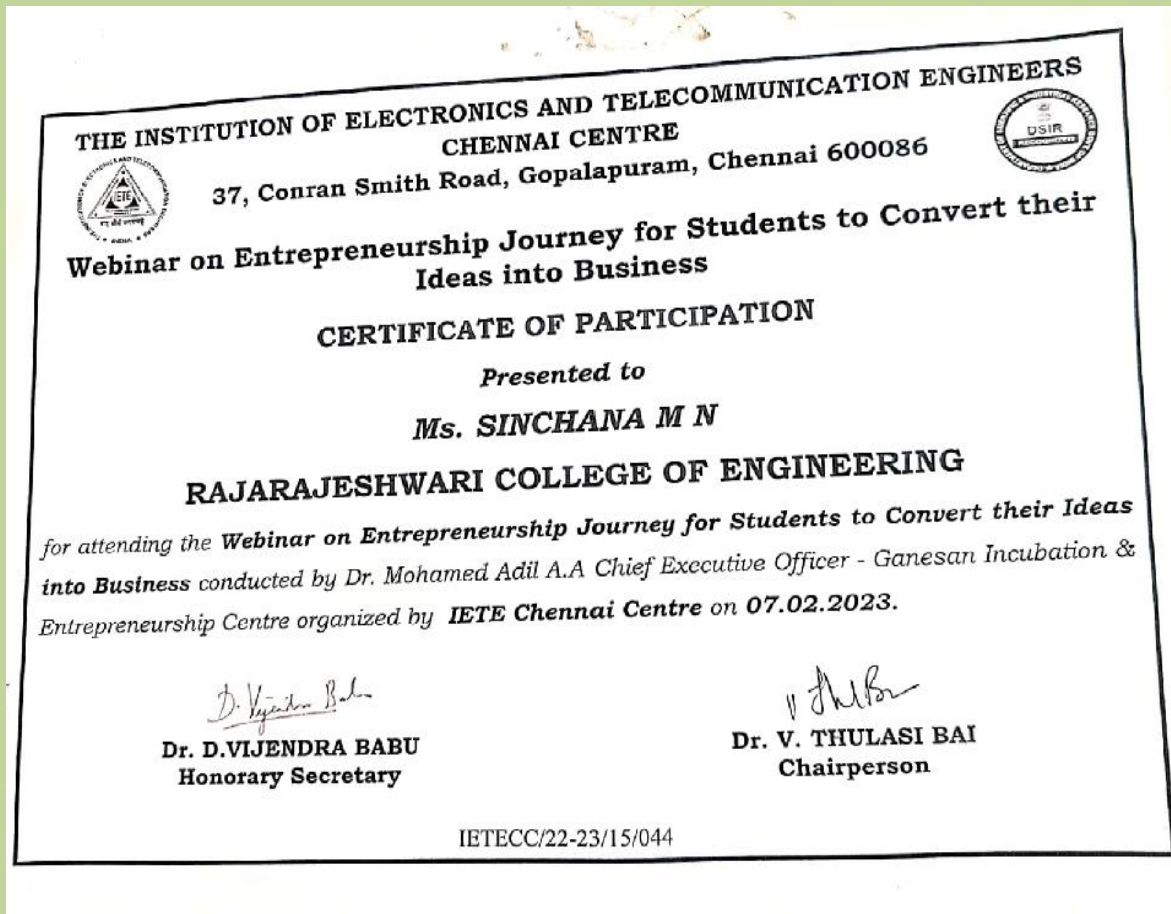 THE INSTITUTION OF ELECTRONICS AND TELECOMMUNICATION ENGINEERS
CHENNAI CENTRE
37, Conran Smith Road, Gopalapuram, Chennai 600086
IETE
DSIR
Webinar on Entrepreneurship Journey for Students to Convert their
Ideas into Business
CERTIFICATE OF PARTICIPATION
Presented to
Ms. SINCHANA M N
RAJARAJESHWARI COLLEGE OF ENGINEERING
for attending the Webinar on Entrepreneurship Journey for Students to Convert their Ideas
into Business conducted by Dr. Mohamed Adil A.A Chief Executive Officer - Ganesan Incubation &
Entrepreneurship Centre organized by IETE Chennai Centre on 07.02.2023.
D. Vijendra Babu
Dr. D.VIJENDRA BABU
Honorary Secretary
Dr. V. THULASI BAI
Chairperson
IETECC/22-23/15/044